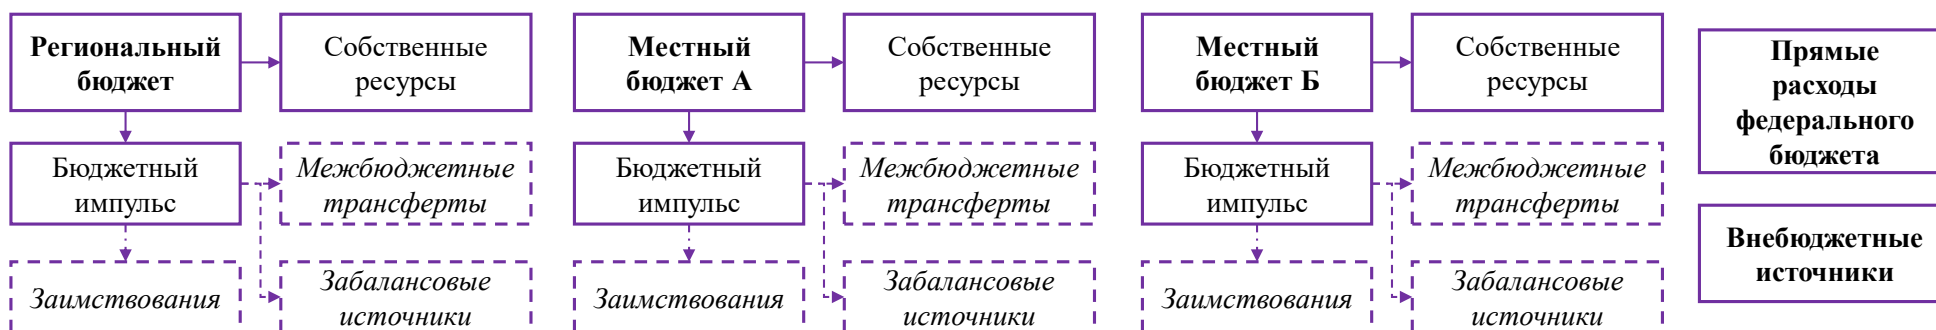 Региональный
бюджет
Собственные
ресурсы
Бюджетный
импульс
Межбюджетные
трансферты
Заимствования
Забалансовые
источники
Местный
бюджет А
Собственные
ресурсы
Бюджетный
импульс
Межбюджетные
трансферты
Заимствования
Забалансовые
источники
Местный
бюджет Б
Собственные
ресурсы
Бюджетный
импульс
Межбюджетные
трансферты
Заимствования
Забалансовые
источники
Прямые
расходы
федерального
бюджета
Внебюджетные
источники